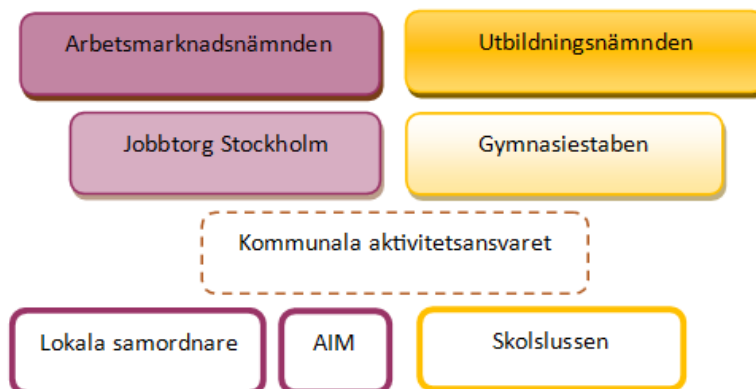 Arbetsmarknadsnämnden
Utbildningsnämnden
Jobbtorg Stockholm
Gymnasiestaben
Kommunala aktivitetsansvaret
Lokala samordnare
AIM
Skolslussen